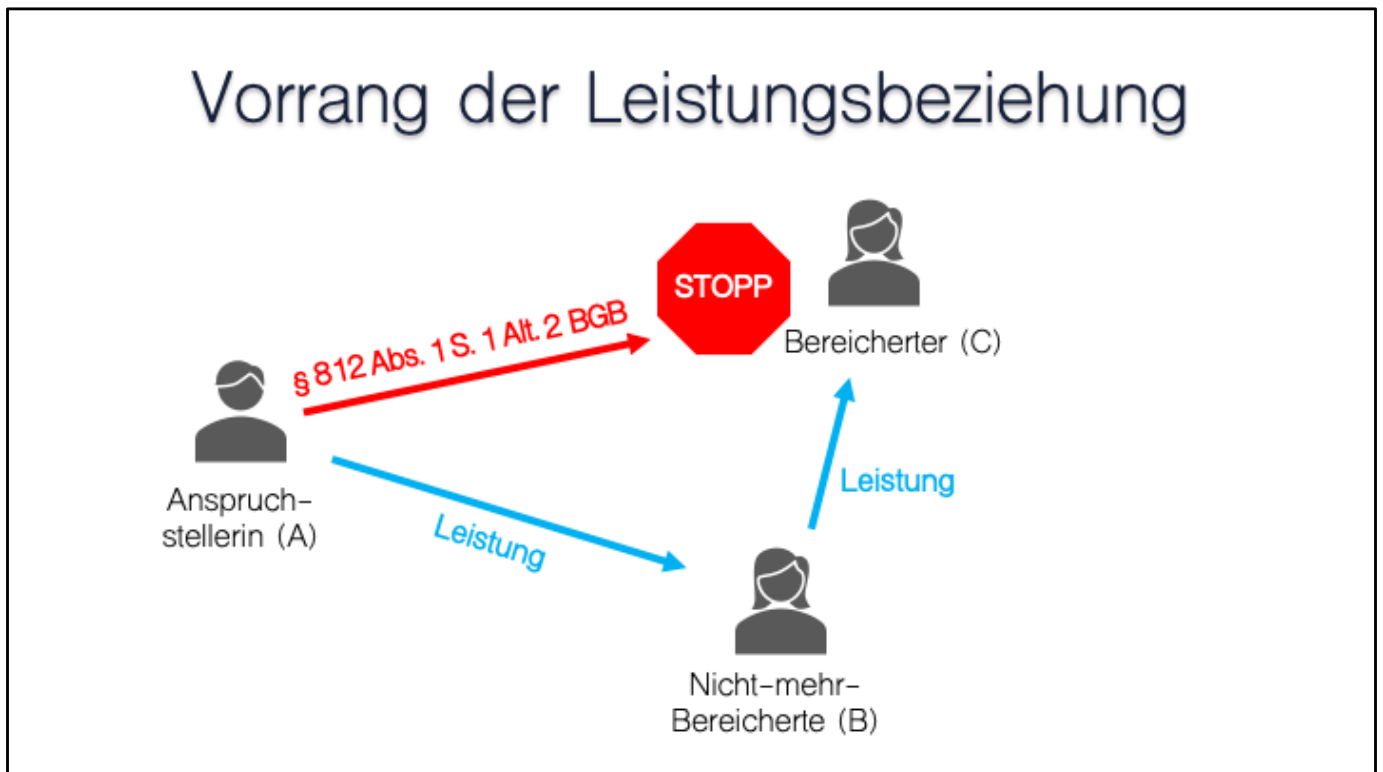 Vorrang der Leistungsbeziehung
STOPP
§ 812 Abs. 1 S. 1 Alt. 2 BGB
Bereicherter (C)
Anspruch-
stellerin (A)
Leistung
Leistung
Nicht-mehr-
Bereicherte (B)